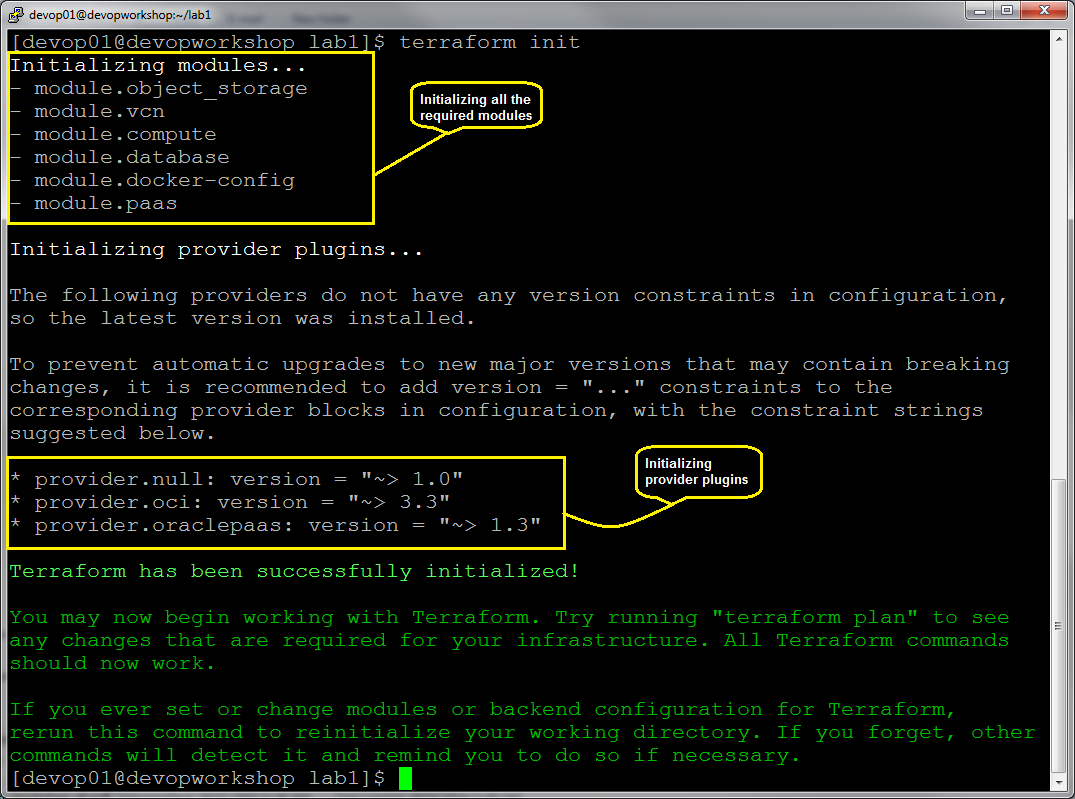 devop01@devopworkshop:~/lab1
[devop01@devopworkshop lab1]$ terraform init
Initializing modules...
- module.object_storage
- module.vcn
- module.compute
- module.database
- module.docker-config
- module.paas
Initializing all the
required modules
Initializing provider plugins...
The following providers do not have any version constraints in configuration,
so the latest version was installed.
To prevent automatic upgrades to new major versions that may contain breaking
changes, it is recommended to add version = "..." constraints to the
corresponding provider blocks in configuration, with the constraint strings
suggested below.
* provider.null: version = "~> 1.0"
* provider.oci: version = "~> 3.3"
* provider.oraclepaas: version = "~> 1.3"
Initializing
provider plugins
Terraform has been successfully initialized!
You may now begin working with Terraform. Try running "terraform plan" to see
any changes that are required for your infrastructure. All Terraform commands
should now work.
If you ever set or change modules or backend configuration for Terraform,
rerun this command to reinitialize your working directory. If you forget, other
commands will detect it and remind you to do so if necessary.
[devop01@devopworkshop lab1]$